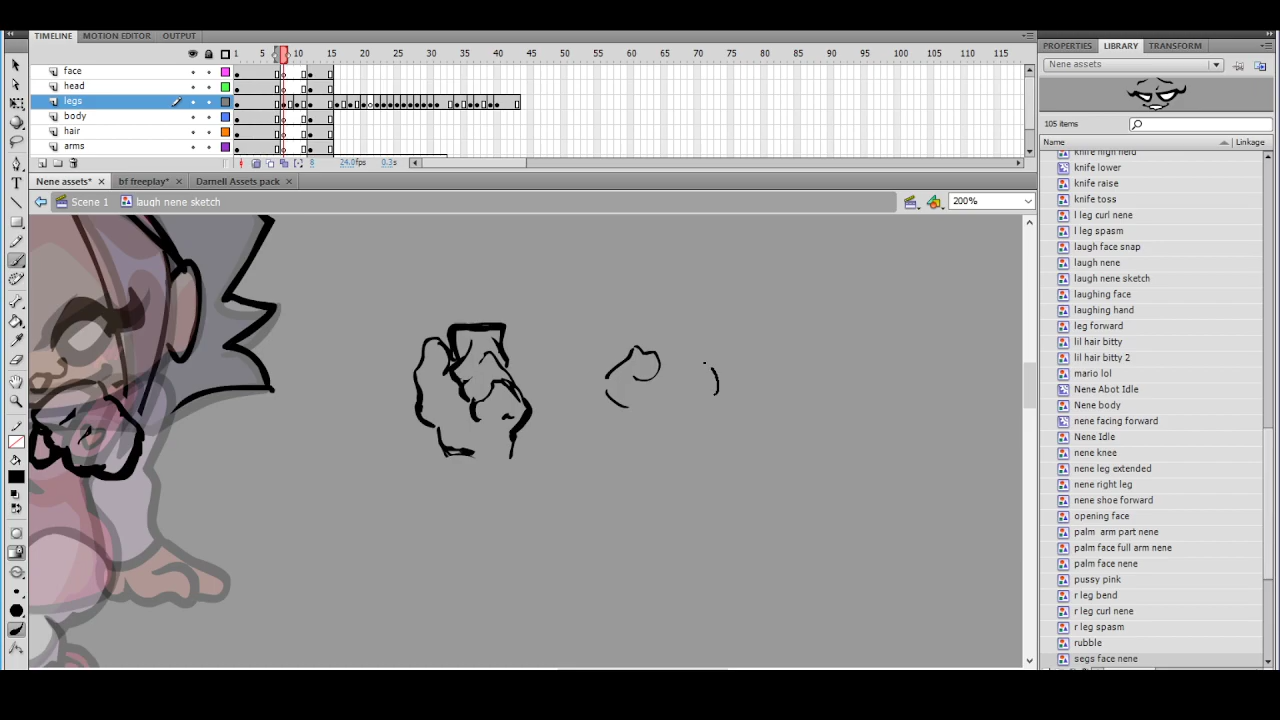 TIMELINE MOTION EDITOR OUTPUT
1 5 10 15 20 25 30 35 40 45 50 55 60 65 70 75 80 85 90 95 100 105 110 115
face
head
legs
body
hair
arms
8 24.0fps 0.3s
Nene assets* × bf freeplay* × Darnell Assets pack ×
Scene 1 laugh nene sketch 200%
PROPERTIES LIBRARY TRANSFORM
Nene assets
105 items
Name Linkage
knife high held
knife lower
knife raise
knife toss
l leg curl nene
l leg spasm
laugh face snap
laugh nene
laugh nene sketch
laughing face
laughing hand
leg forward
lil hair bitty
lil hair bitty 2
mario lol
Nene Abot Idle
Nene body
nene facing forward
Nene Idle
nene knee
nene leg extended
nene right leg
nene shoe forward
opening face
palm arm part nene
palm face full arm nene
palm face nene
pussy pink
r leg bend
r leg curl nene
r leg spasm
rubble
segs face nene